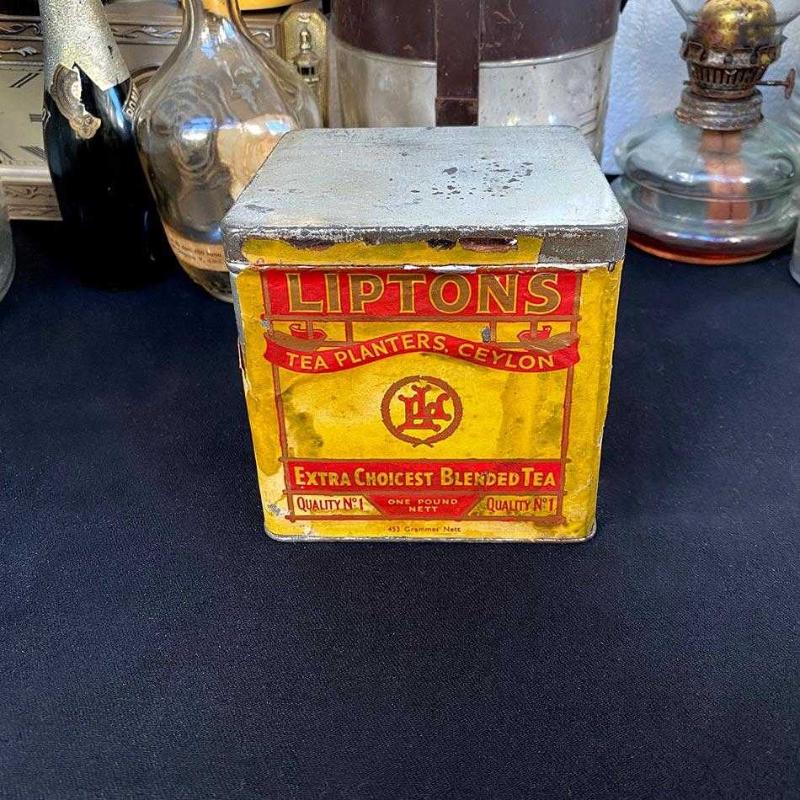 LIPTONS
TEA PLANTERS, CEYLON
EXTRA CHOICEST BLENDED TEA
QUALITY Nº1
ONE POUND
NETT
QUALITY Nº1
453 Grammes Nett